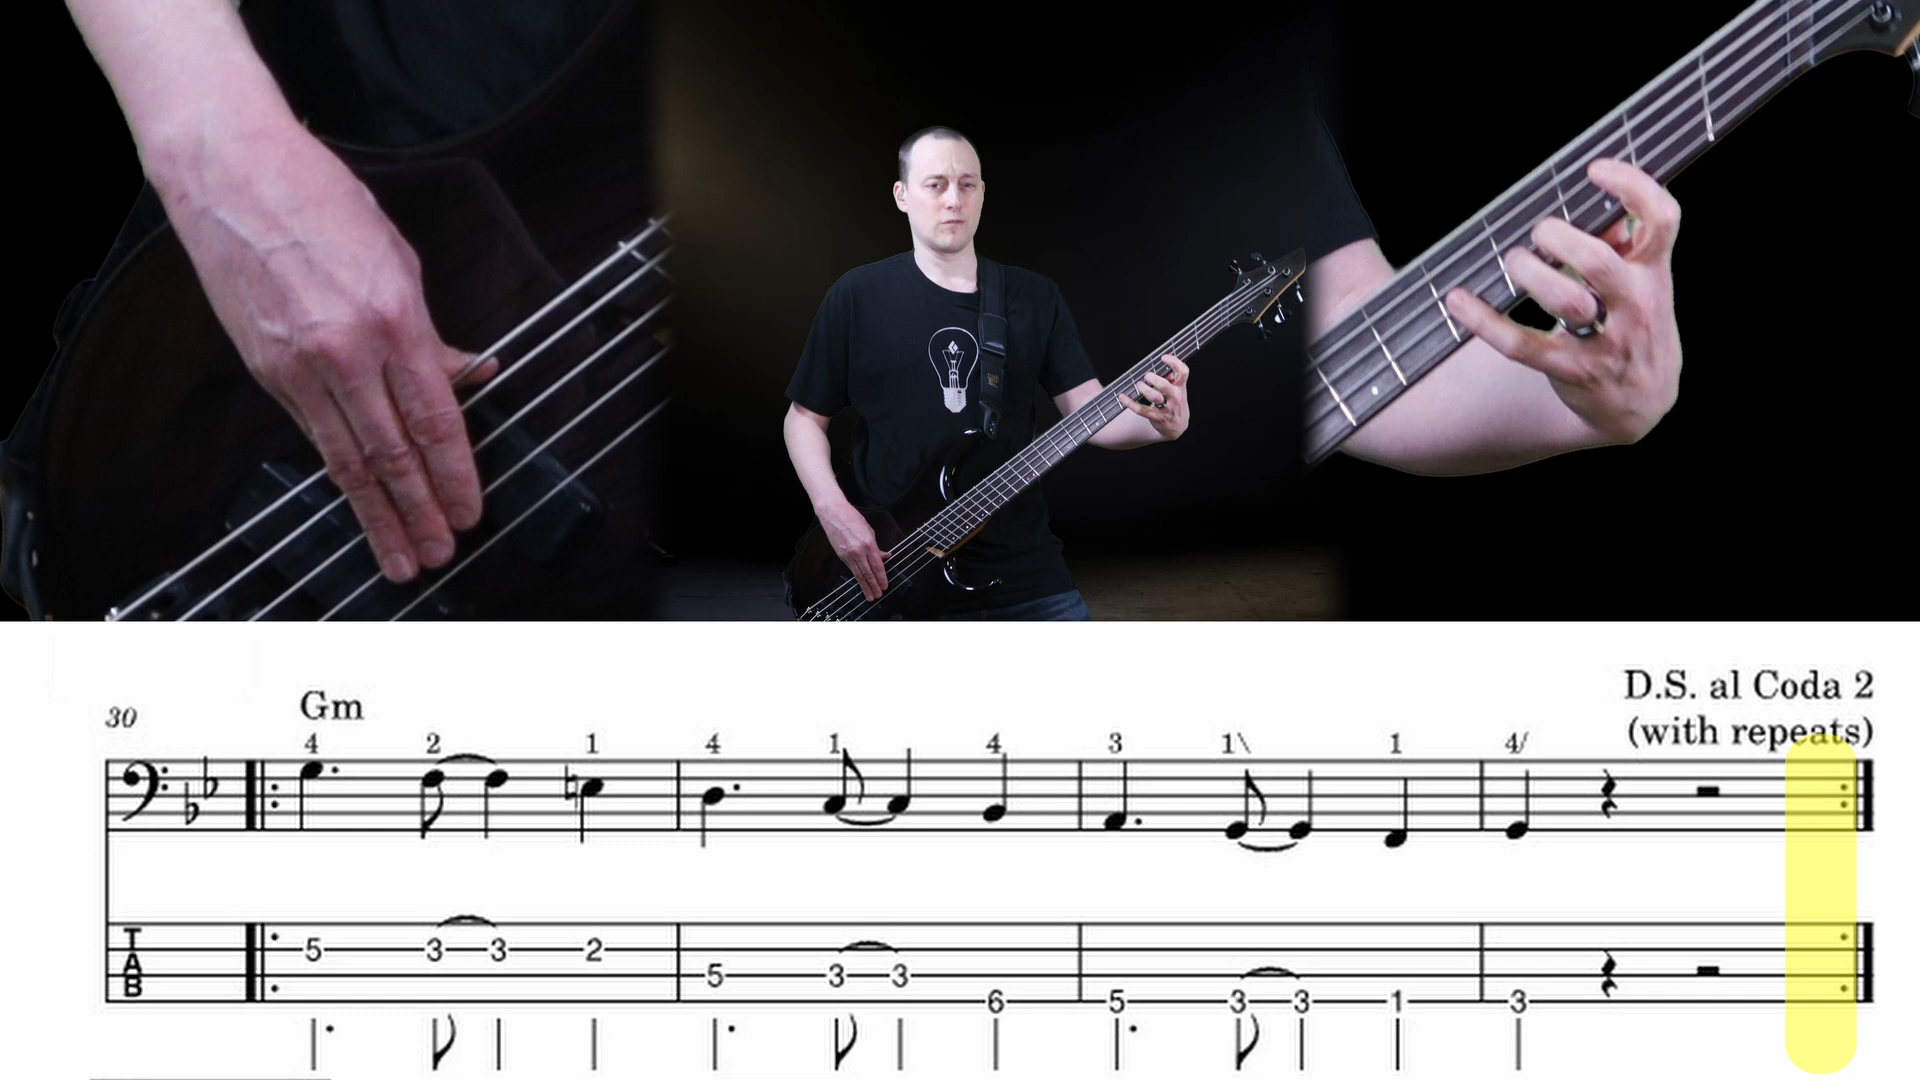 D.S. al Coda 2
Gm
30
(with repeats)
4 2 1 4 1 4 3 1\ 1 4/
T
A
B
5 3 3 2 5 3 3 6 5 3 3 1 3